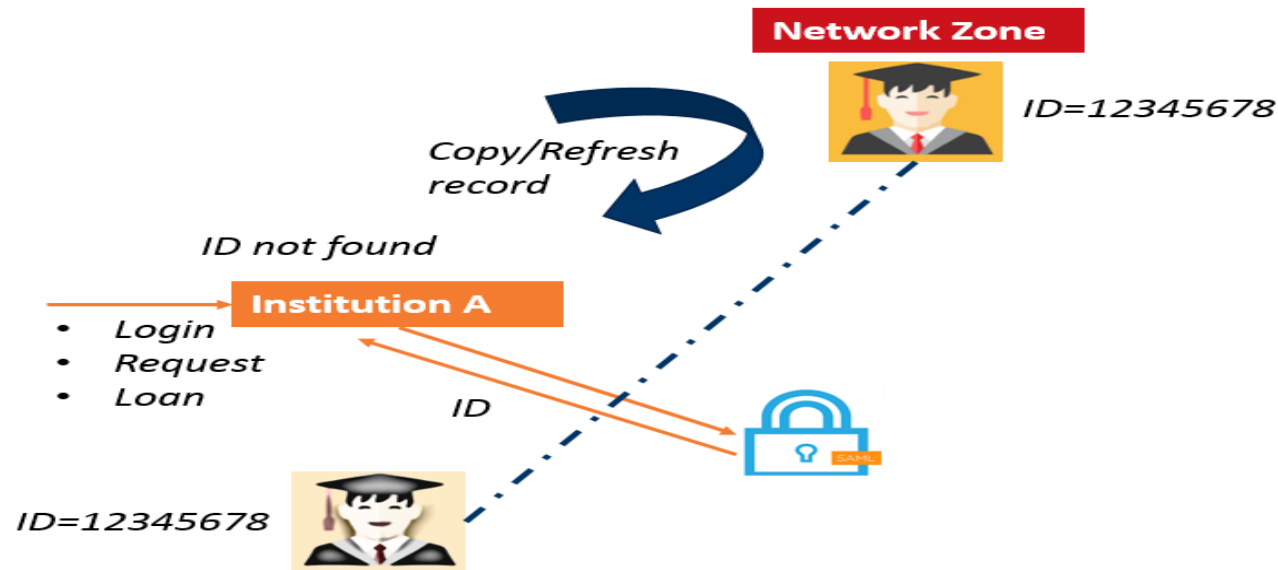 Network Zone
ID=12345678
Copy/Refresh
record
ID not found
Institution A
• Login
• Request
• Loan
ID
SAML
ID=12345678